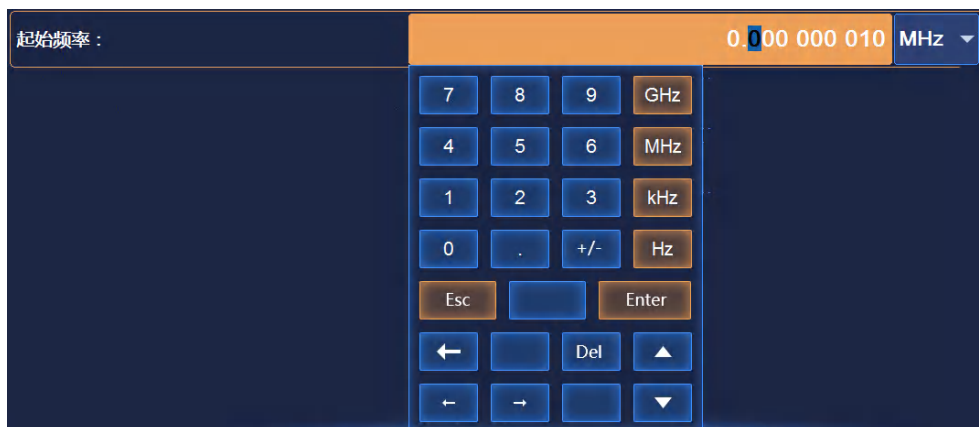 起始频率： 0.000 000 010 MHz
7 8 9 GHz
4 5 6 MHz
1 2 3 kHz
0 . +/- Hz
Esc Enter
← Del ▲
← → ▼